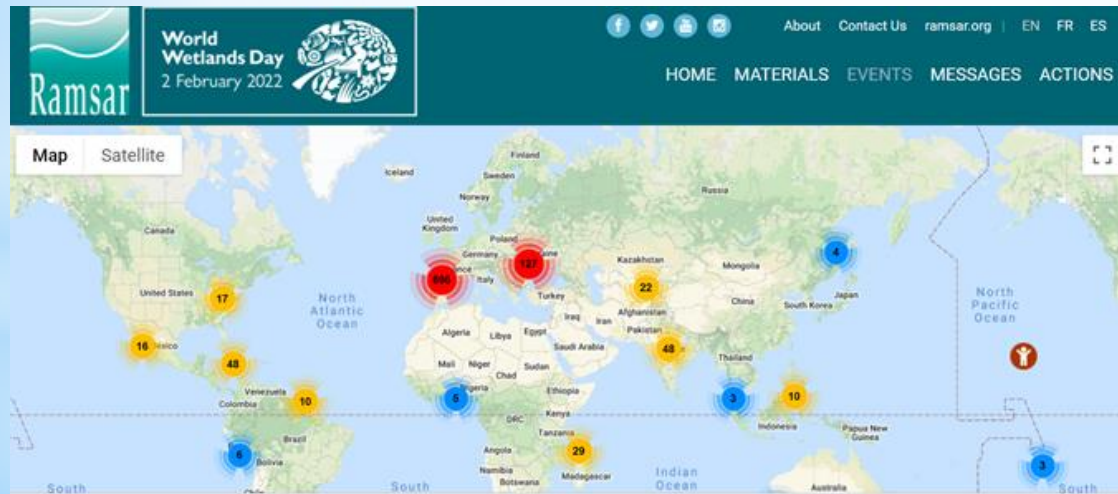 Ramsar
World
Wetlands Day
2 February 2022
About Contact Us ramsar.org | EN FR ES
HOME MATERIALS EVENTS MESSAGES ACTIONS
Map Satellite
Iceland
Finland
Sweden
Norway
Russia
Canada
United
Kingdom
Poland
Germany
Italy
Kazakhstan
Mongolia
4
137
22
United States
17
North
Atlantic
Ocean
Turkey
Afghanistan
China
South Korea
Japan
North
Pacific
Ocean
Algeria
Libya
Egypt
Iraq
Iran
Pakistan
Saudi Arabia
16
48
48
Mali
Niger
Chad
Sudan
Thailand
Venezuela
Colombia
10
5
Ethiopia
3
10
DRC
Kenya
Tanzania
Indonesia
Papua New
Guinea
Brazil
6
Bolivia
Angola
29
Namibia
Botswana
Madagascar
Indian
Ocean
Australia
3
South
South
South